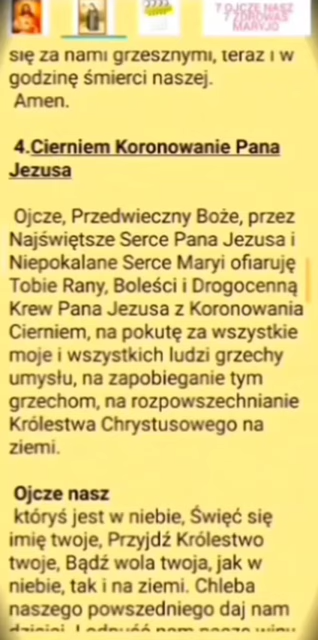 7 OJCZE NASZ
7 ZDROWAŚ
MARYJO
się za nami grzesznymi, teraz i w
godzinę śmierci naszej.
Amen.
4.Cierniem Koronowanie Pana
Jezusa
Ojcze, Przedwieczny Boże, przez
Najświętsze Serce Pana Jezusa i
Niepokalane Serce Maryi ofiaruję
Tobie Rany, Boleści i Drogocenną
Krew Pana Jezusa z Koronowania
Cierniem, na pokutę za wszystkie
moje i wszystkich ludzi grzechy
umysłu, na zapobieganie tym
grzechom, na rozpowszechnianie
Królestwa Chrystusowego na
ziemi.
Ojcze nasz
któryś jest w niebie, Święć się
imię twoje, Przyjdź Królestwo
twoje, Bądź wola twoja, jak w
niebie, tak i na ziemi. Chleba
naszego powszedniego daj nam